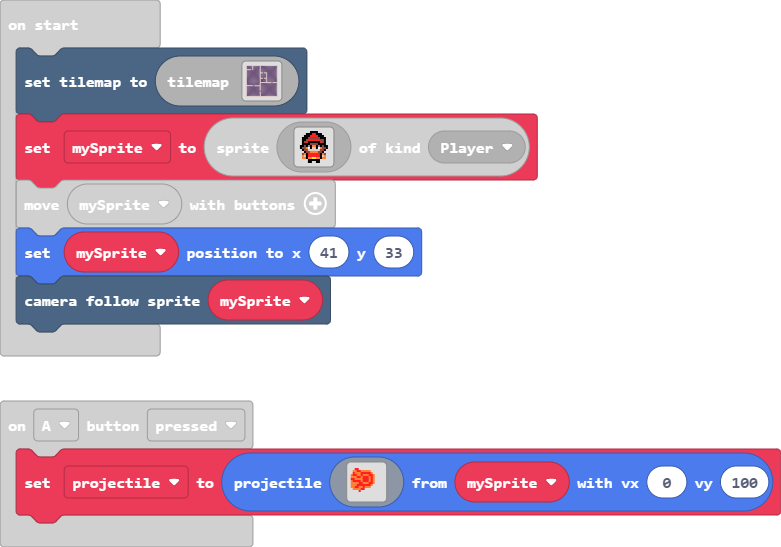 on start
set tilemap to tilemap
set mySprite to sprite of kind Player
move mySprite with buttons
set mySprite position to x 41 y 33
camera follow sprite mySprite
on A button pressed
set projectile to projectile from mySprite with vx 0 vy 100